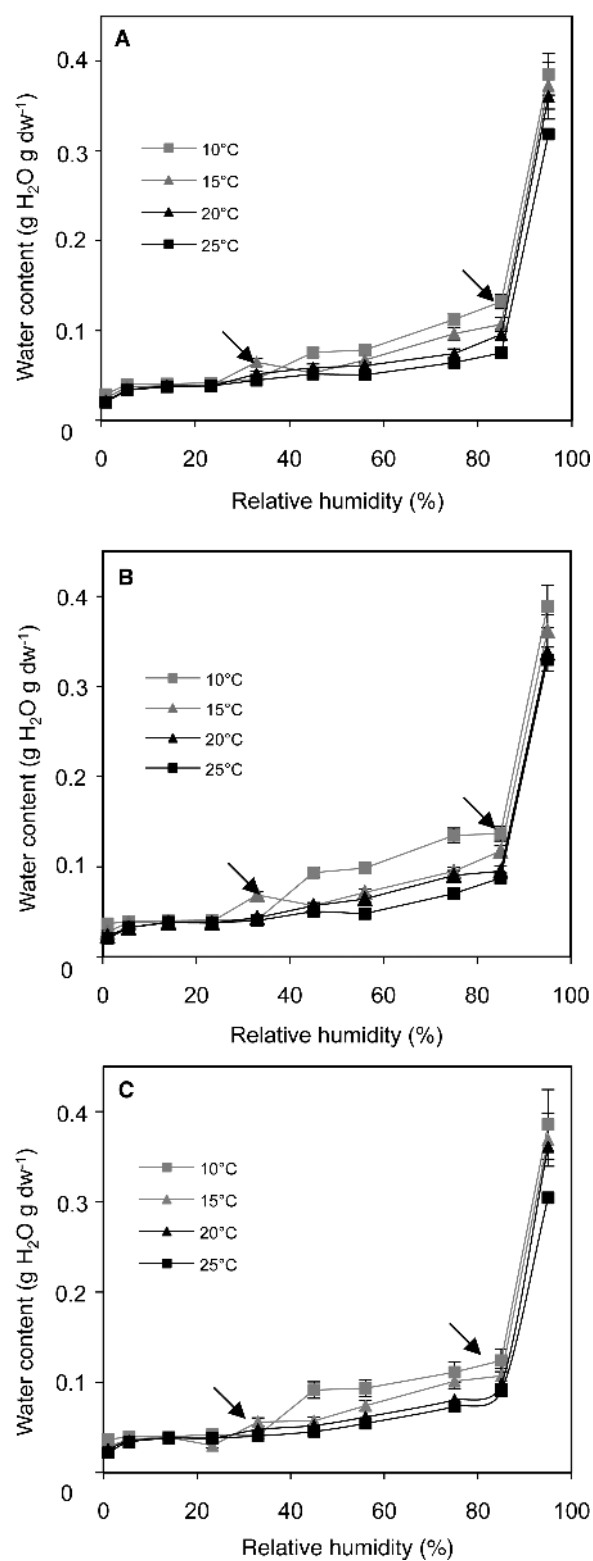 A
Water content (g H₂O g dw⁻¹)
0.4
0.3
0.2
0.1
0
10°C
15°C
20°C
25°C
0 20 40 60 80 100
Relative humidity (%)
B
Water content (g H₂O g dw⁻¹)
0.4
0.3
0.2
0.1
0
10°C
15°C
20°C
25°C
0 20 40 60 80 100
Relative humidity (%)
C
Water content (g H₂O g dw⁻¹)
0.4
0.3
0.2
0.1
0
10°C
15°C
20°C
25°C
0 20 40 60 80 100
Relative humidity (%)